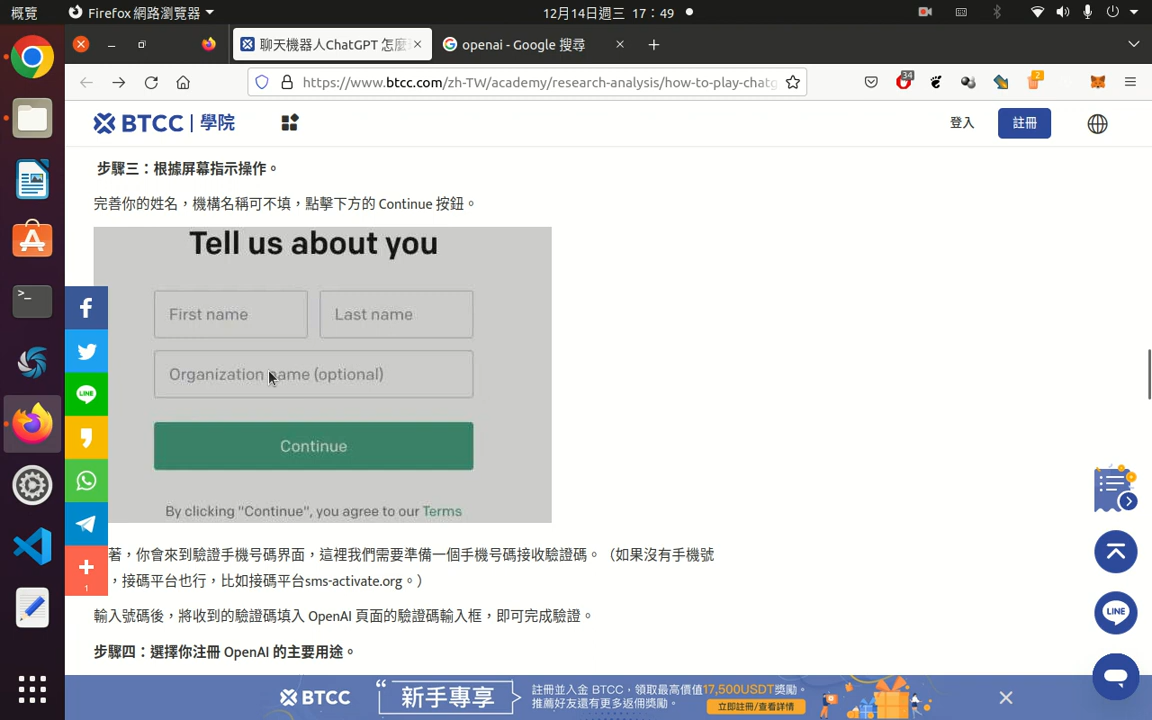 概覽
Firefox 網路瀏覽器
12月14日週三 17：49
聊天機器人ChatGPT 怎麼
openai - Google 搜尋
https://www.btcc.com/zh-TW/academy/research-analysis/how-to-play-chatg
34
2
BTCC | 學院
登入
註冊
步驟三：根據屏幕指示操作。
完善你的姓名，機構名稱可不填，點擊下方的 Continue 按鈕。
Tell us about you
First name
Last name
Organization name (optional)
Continue
By clicking "Continue", you agree to our Terms
著，你會來到驗證手機号碼界面，這裡我們需要準備一個手機号碼接收驗證碼。（如果沒有手機號
，接碼平台也行，比如接碼平台sms-activate.org。）
輸入號碼後，將收到的驗證碼填入 OpenAI 頁面的驗證碼輸入框，即可完成驗證。
步驟四：選擇你注冊 OpenAI 的主要用途。
1
LINE
LINE
BTCC
新手專享
註冊並入金 BTCC，領取最高價值17,500USDT獎勵。
推薦好友還有更多返佣獎勵。
立即註冊/查看詳情